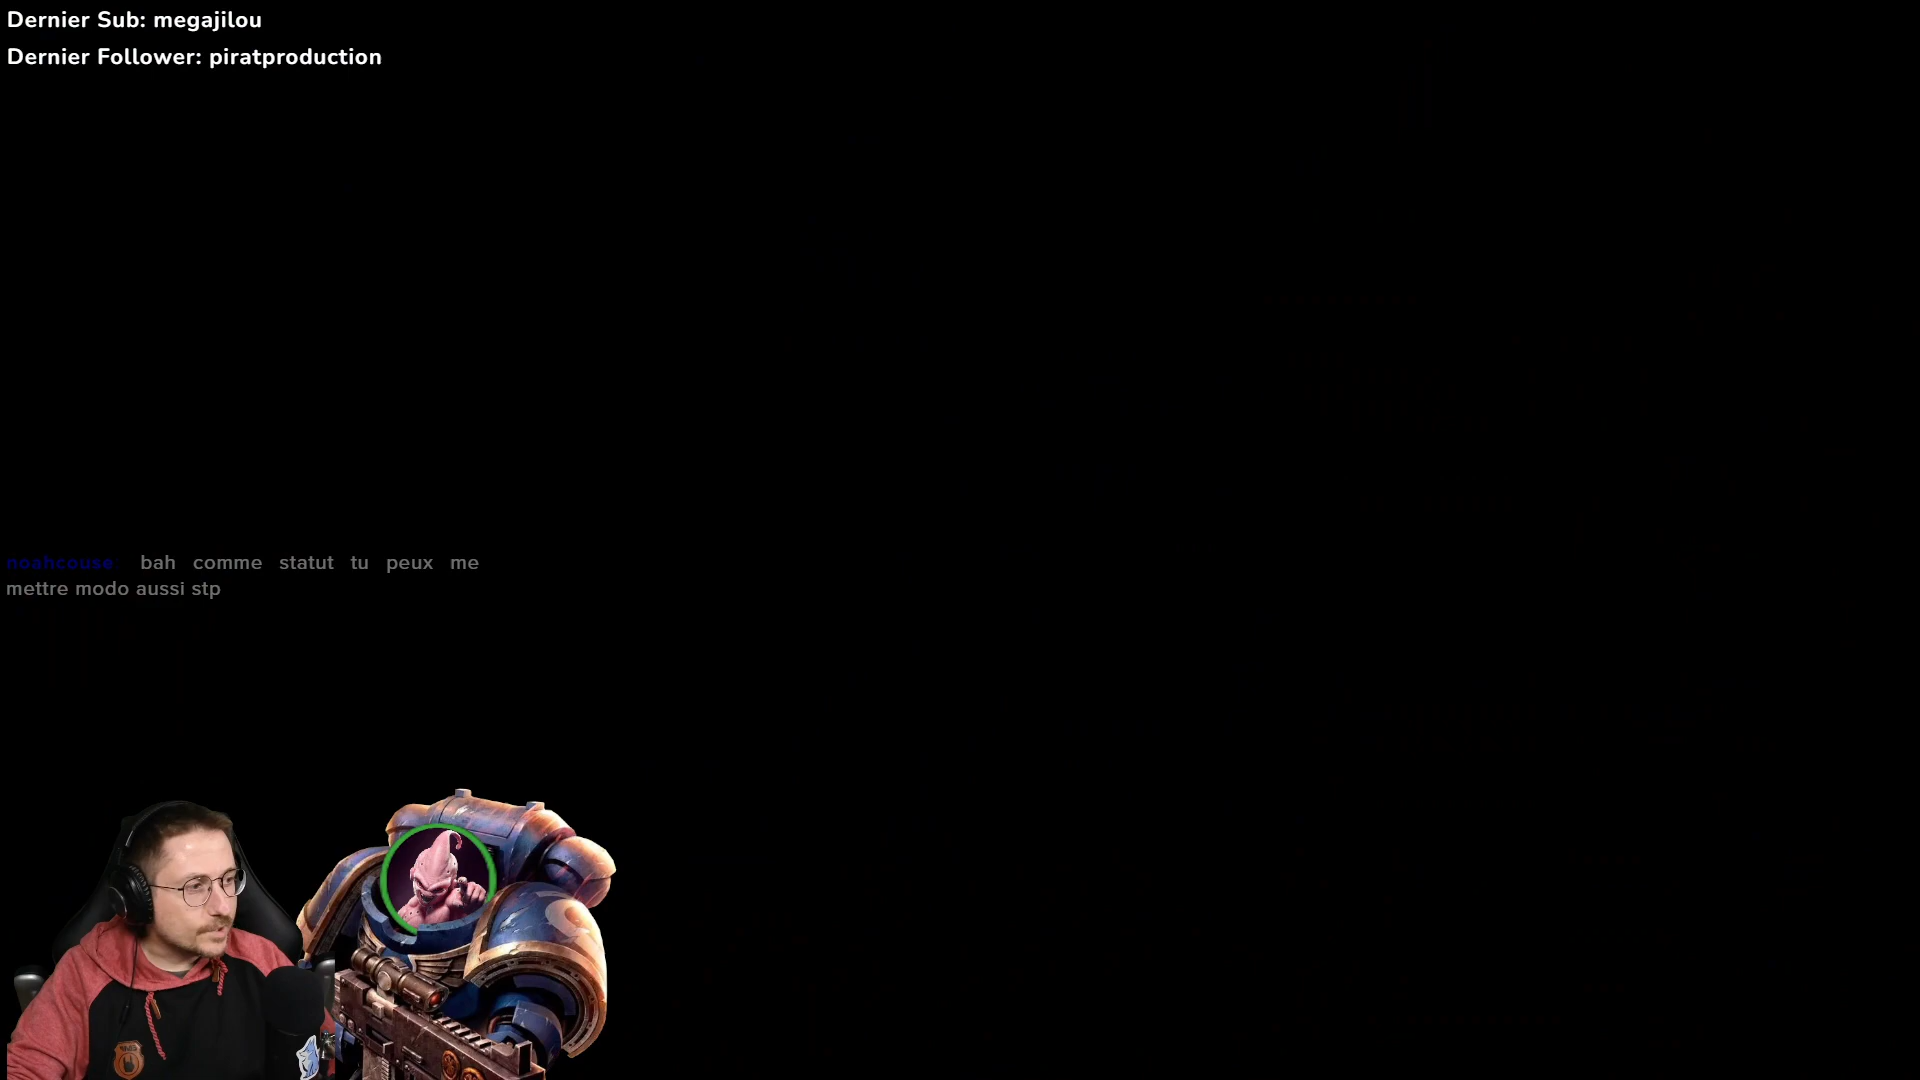 Dernier Sub: megajilou
Dernier Follower: piratproduction
noahcouse bah comme statut tu peux me
mettre modo aussi stp